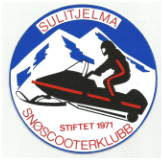 SULITJELMA
STIFTET 1971
SNØSCOOTERKLUBB